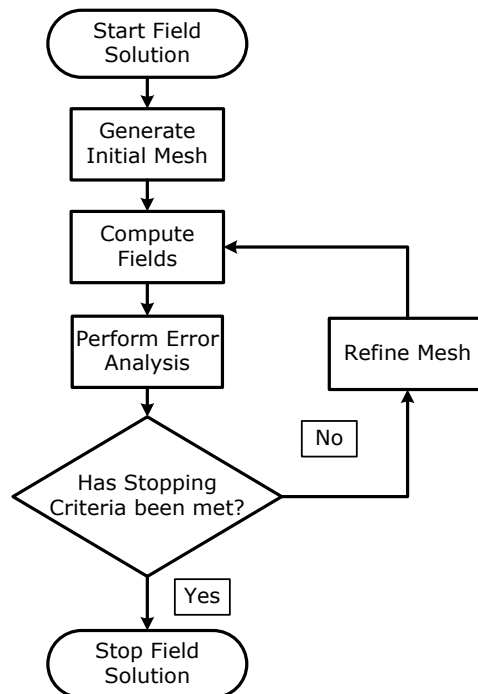 Start Field
Solution
Generate
Initial Mesh
Compute
Fields
Perform Error
Analysis
Refine Mesh
No
Has Stopping
Criteria been met?
Yes
Stop Field
Solution